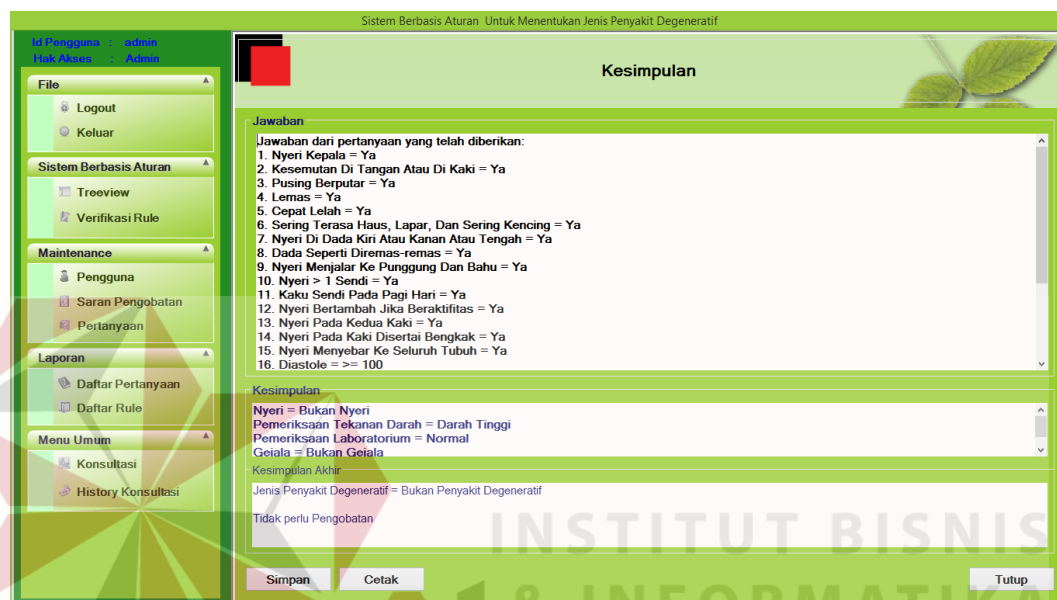 Sistem Berbasis Aturan Untuk Menentukan Jenis Penyakit Degeneratif
Id Pengguna : admin
Hak Akses : Admin
File
Logout
Keluar
Sistem Berbasis Aturan
Treeview
Verifikasi Rule
Maintenance
Pengguna
Saran Pengobatan
Pertanyaan
Laporan
Daftar Pertanyaan
Daftar Rule
Menu Umum
Konsultasi
History Konsultasi
Kesimpulan
Jawaban
Jawaban dari pertanyaan yang telah diberikan:
1. Nyeri Kepala = Ya
2. Kesemutan Di Tangan Atau Di Kaki = Ya
3. Pusing Berputar = Ya
4. Lemas = Ya
5. Cepat Lelah = Ya
6. Sering Terasa Haus, Lapar, Dan Sering Kencing = Ya
7. Nyeri Di Dada Kiri Atau Kanan Atau Tengah = Ya
8. Dada Seperti Diremas-remas = Ya
9. Nyeri Menjalar Ke Punggung Dan Bahu = Ya
10. Nyeri > 1 Sendi = Ya
11. Kaku Sendi Pada Pagi Hari = Ya
12. Nyeri Bertambah Jika Beraktifitas = Ya
13. Nyeri Pada Kedua Kaki = Ya
14. Nyeri Pada Kaki Disertai Bengkak = Ya
15. Nyeri Menyebar Ke Seluruh Tubuh = Ya
16. Diastole = >= 100
Kesimpulan
Nyeri = Bukan Nyeri
Pemeriksaan Tekanan Darah = Darah Tinggi
Pemeriksaan Laboratorium = Normal
Gejala = Bukan Gejala
Kesimpulan Akhir
Jenis Penyakit Degeneratif = Bukan Penyakit Degeneratif
Tidak perlu Pengobatan
INSTITUT BISNIS
Simpan
Cetak
Tutup
& INFORMATIKA